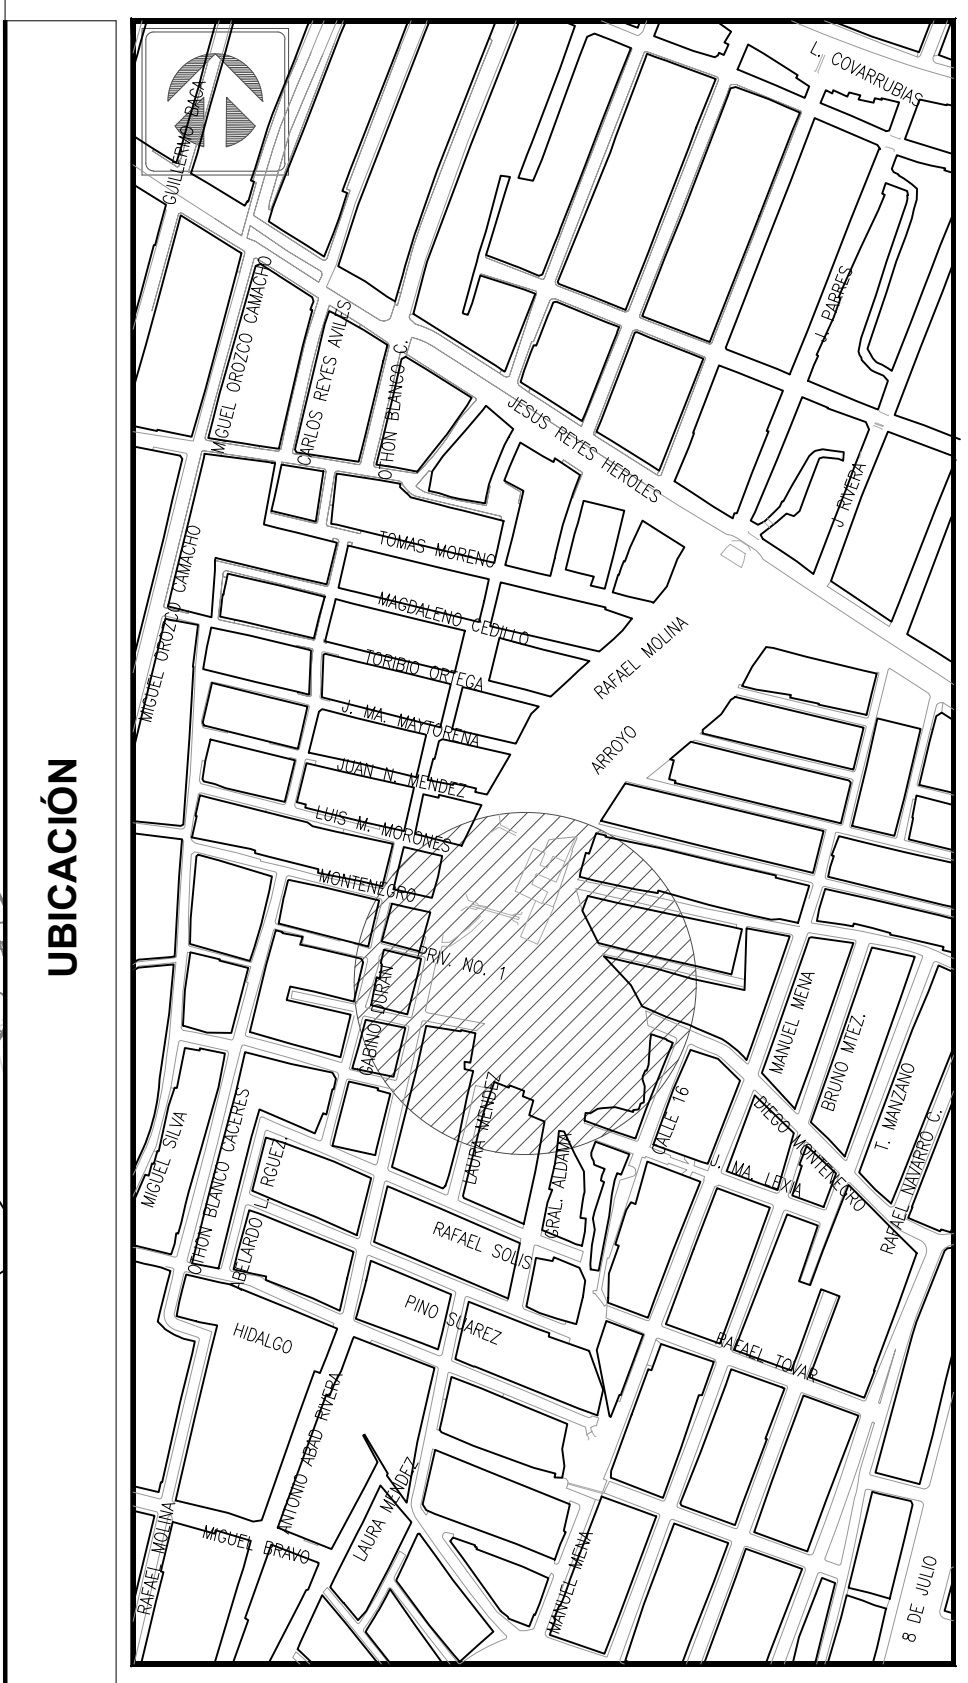 UBICACIÓN
L. COVARRUBIAS
GUILLERMO BACA
MIGUEL OROZCO CAMACHO
CARLOS REYES AVILES
OTHON BLANCO C.
J. PARRES
JESUS REYES HEROLES
J RIVERA
TOMAS MORENO
MIGUEL OROZCO CAMACHO
MAGDALENO CEDILLO
RAFAEL MOLINA
TORIBIO ORTEGA
J. MA. MAYTORENA
ARROYO
JUAN N. MENDEZ
LUIS M. MORONES
MONTENEGRO
PRIV. NO. 1
GABINO DURAN
MANUEL MENA
BRUNO MTEZ.
T. MANZANO
RAFAEL NAVARRO C.
DIEGO MONTENEGRO
CALLE 16
J. MA. LEXIA
LAURA MENDEZ
GRAL. ALDAMA
MIGUEL SILVA
OTHON BLANCO CACERES
ABELARDO L. RGUEZ.
RAFAEL SOLIS
PINO SUAREZ
HIDALGO
RAFAEL TOVAR
ANTONIO ABAD RIVERA
LAURA MENDEZ
MIGUEL BRAVO
RAFAEL MOLINA
MANUEL MENA
8 DE JULIO